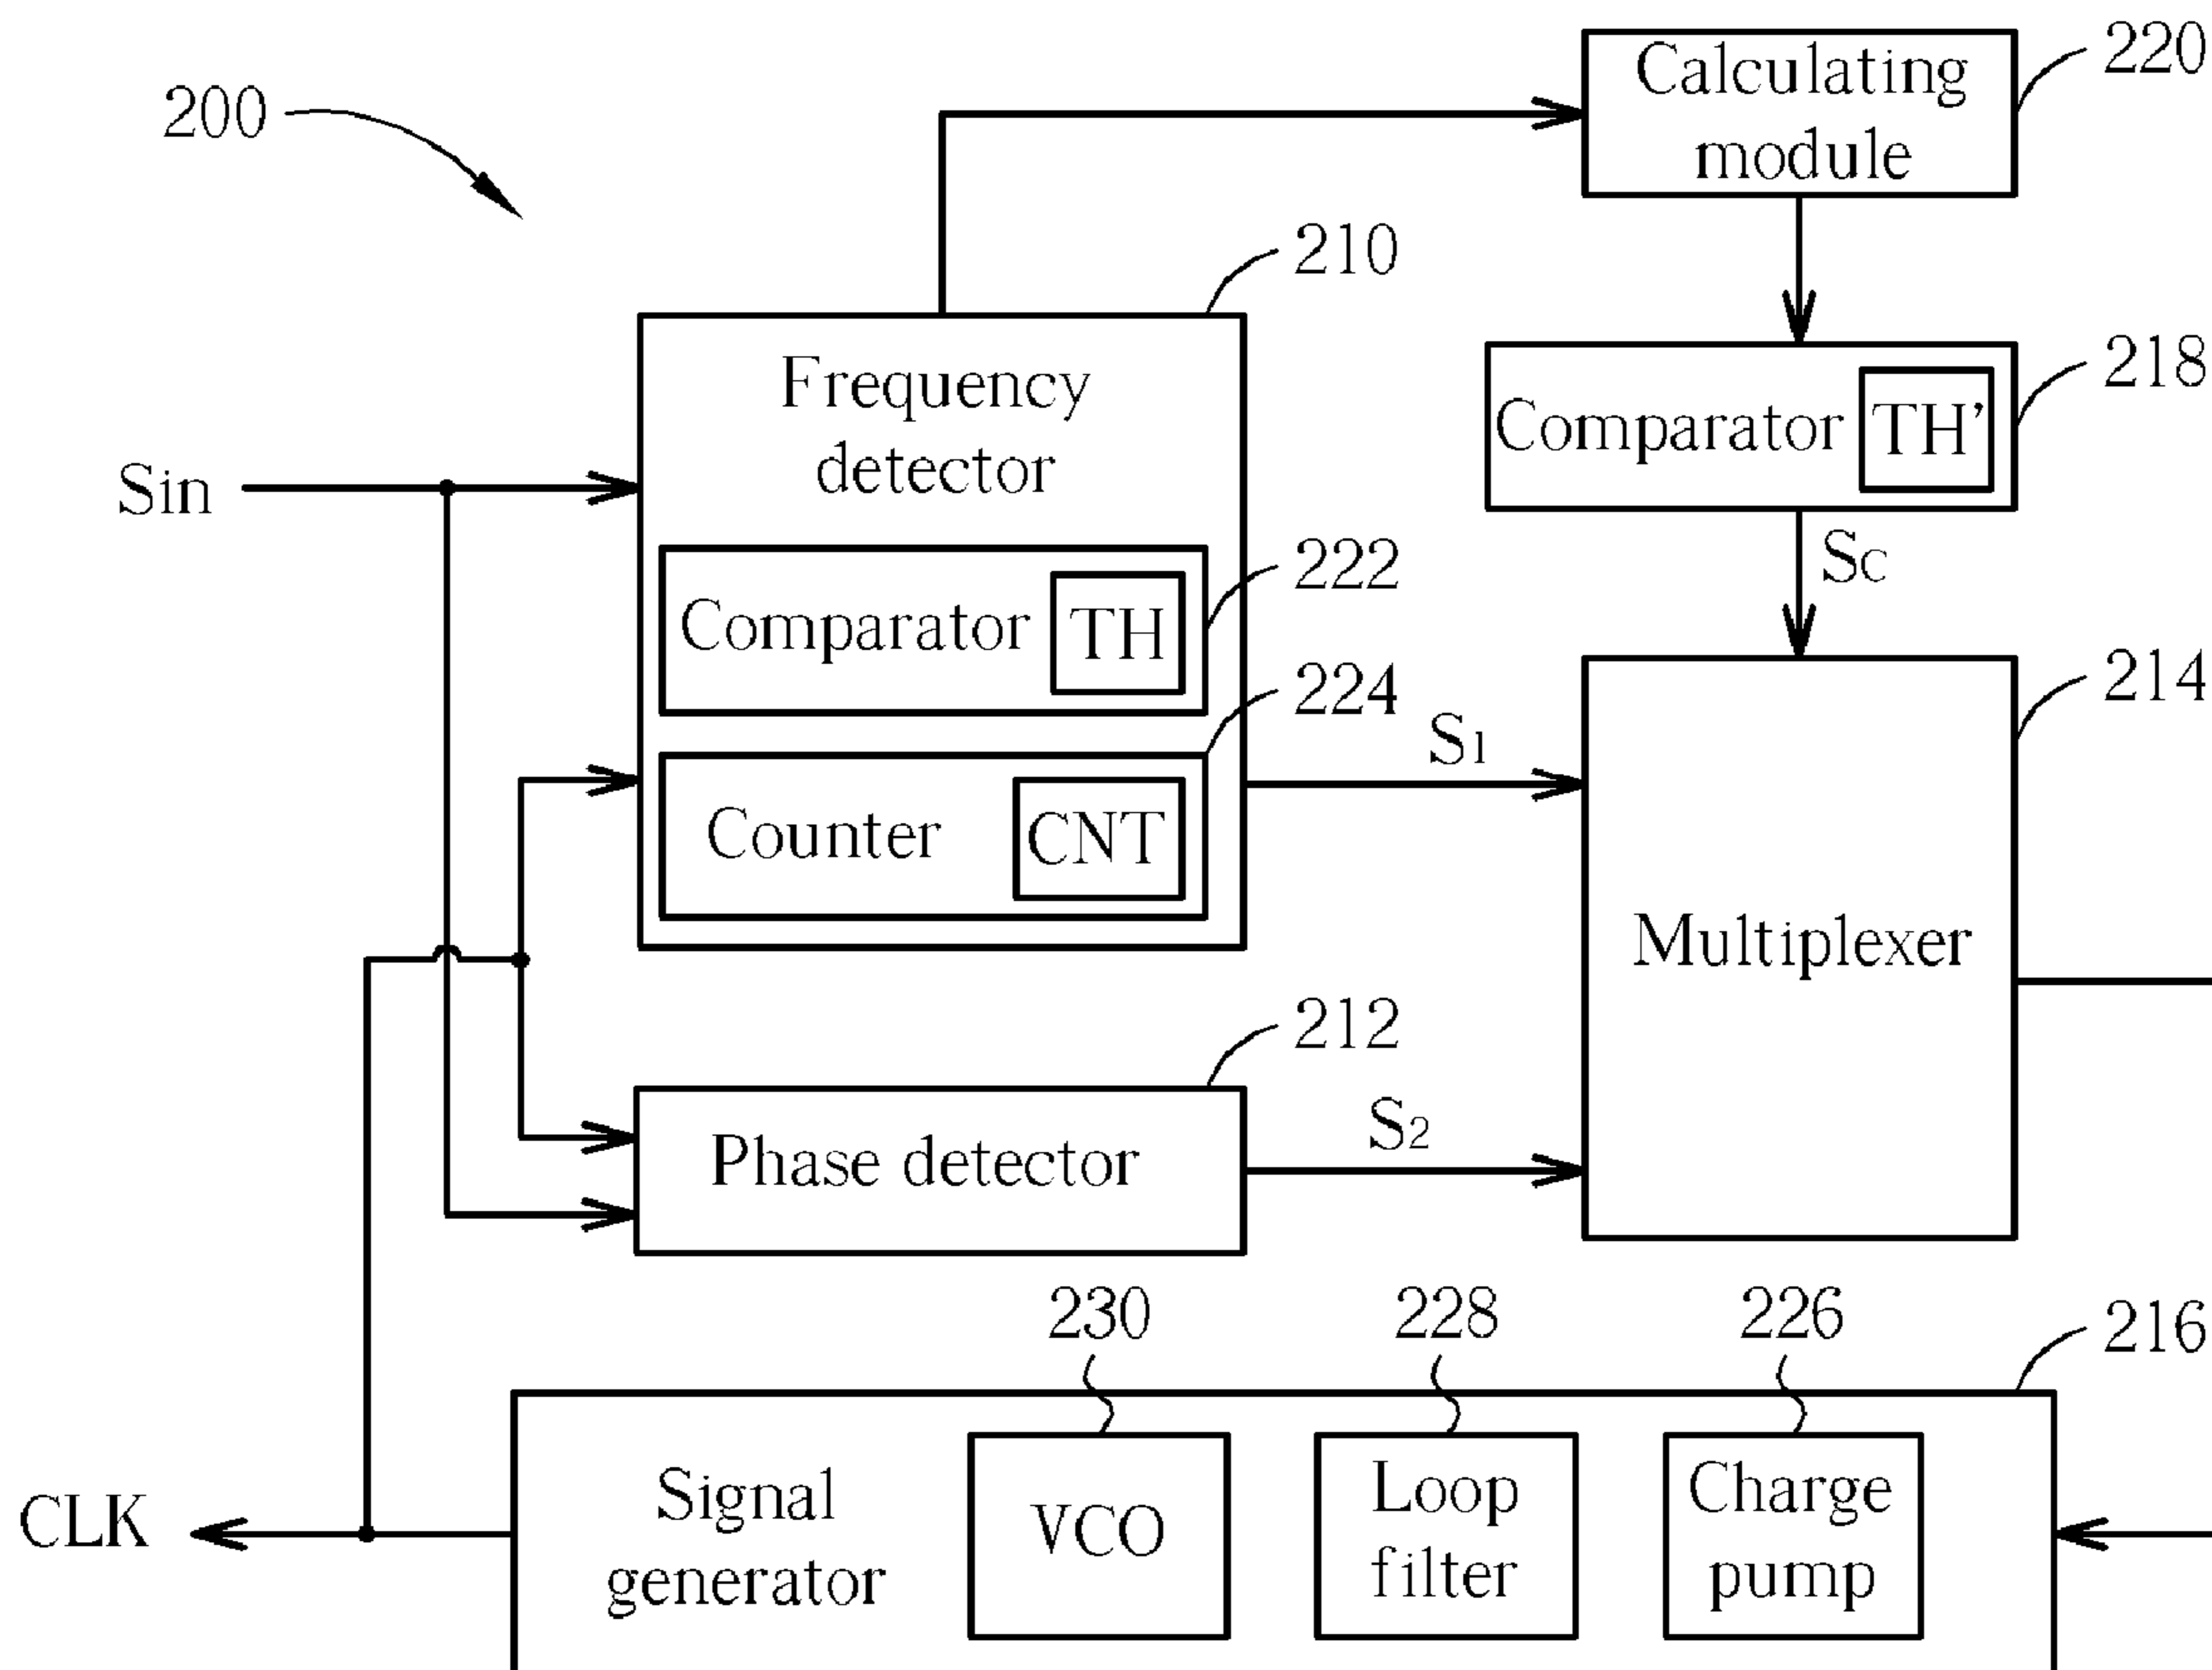 200
Calculating
module
220
210
Frequency
detector
Comparator
TH'
218
Sin
Sc
Comparator
TH
222
224
Counter
CNT
S1
214
Multiplexer
212
Phase detector
S2
230
228
226
216
CLK
Signal
generator
VCO
Loop
filter
Charge
pump